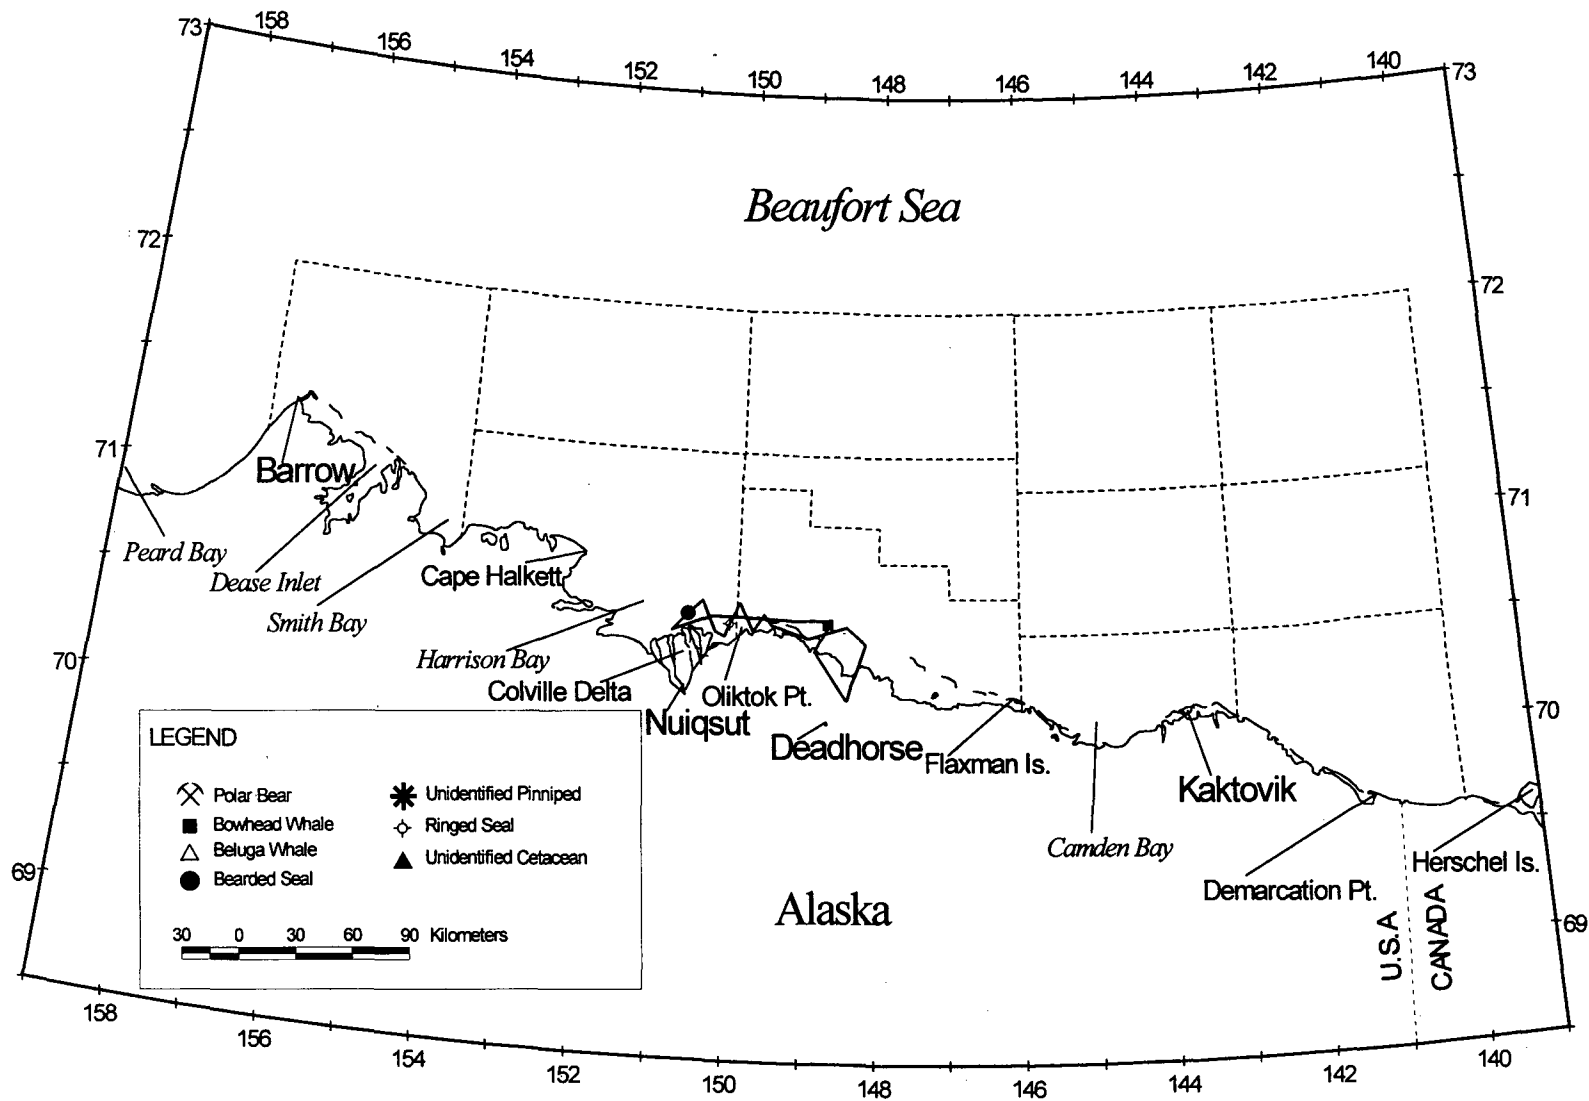 73
158
156
154
152
150
148
146
144
142
140
73
Beaufort Sea
72
72
71
71
Barrow
Peard Bay
Dease Inlet
Smith Bay
Cape Halkett
Harrison Bay
Colville Delta
Oliktok Pt.
Nuiqsut
Deadhorse
Flaxman Is.
Kaktovik
Camden Bay
Demarcation Pt.
Herschel Is.
70
70
LEGEND
Polar Bear
Unidentified Pinniped
Bowhead Whale
Ringed Seal
Beluga Whale
Unidentified Cetacean
Bearded Seal
30 0 30 60 90 Kilometers
Alaska
U.S.A
CANADA
69
69
158
156
154
152
150
148
146
144
142
140